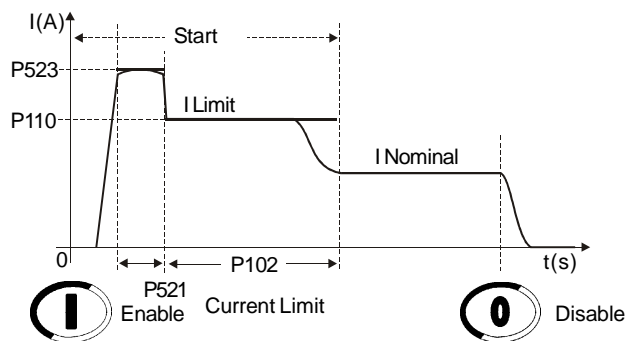 I(A)
Start
P523
I Limit
P110
I Nominal
0
P102
t(s)
P521
I Enable
Current Limit
0 Disable